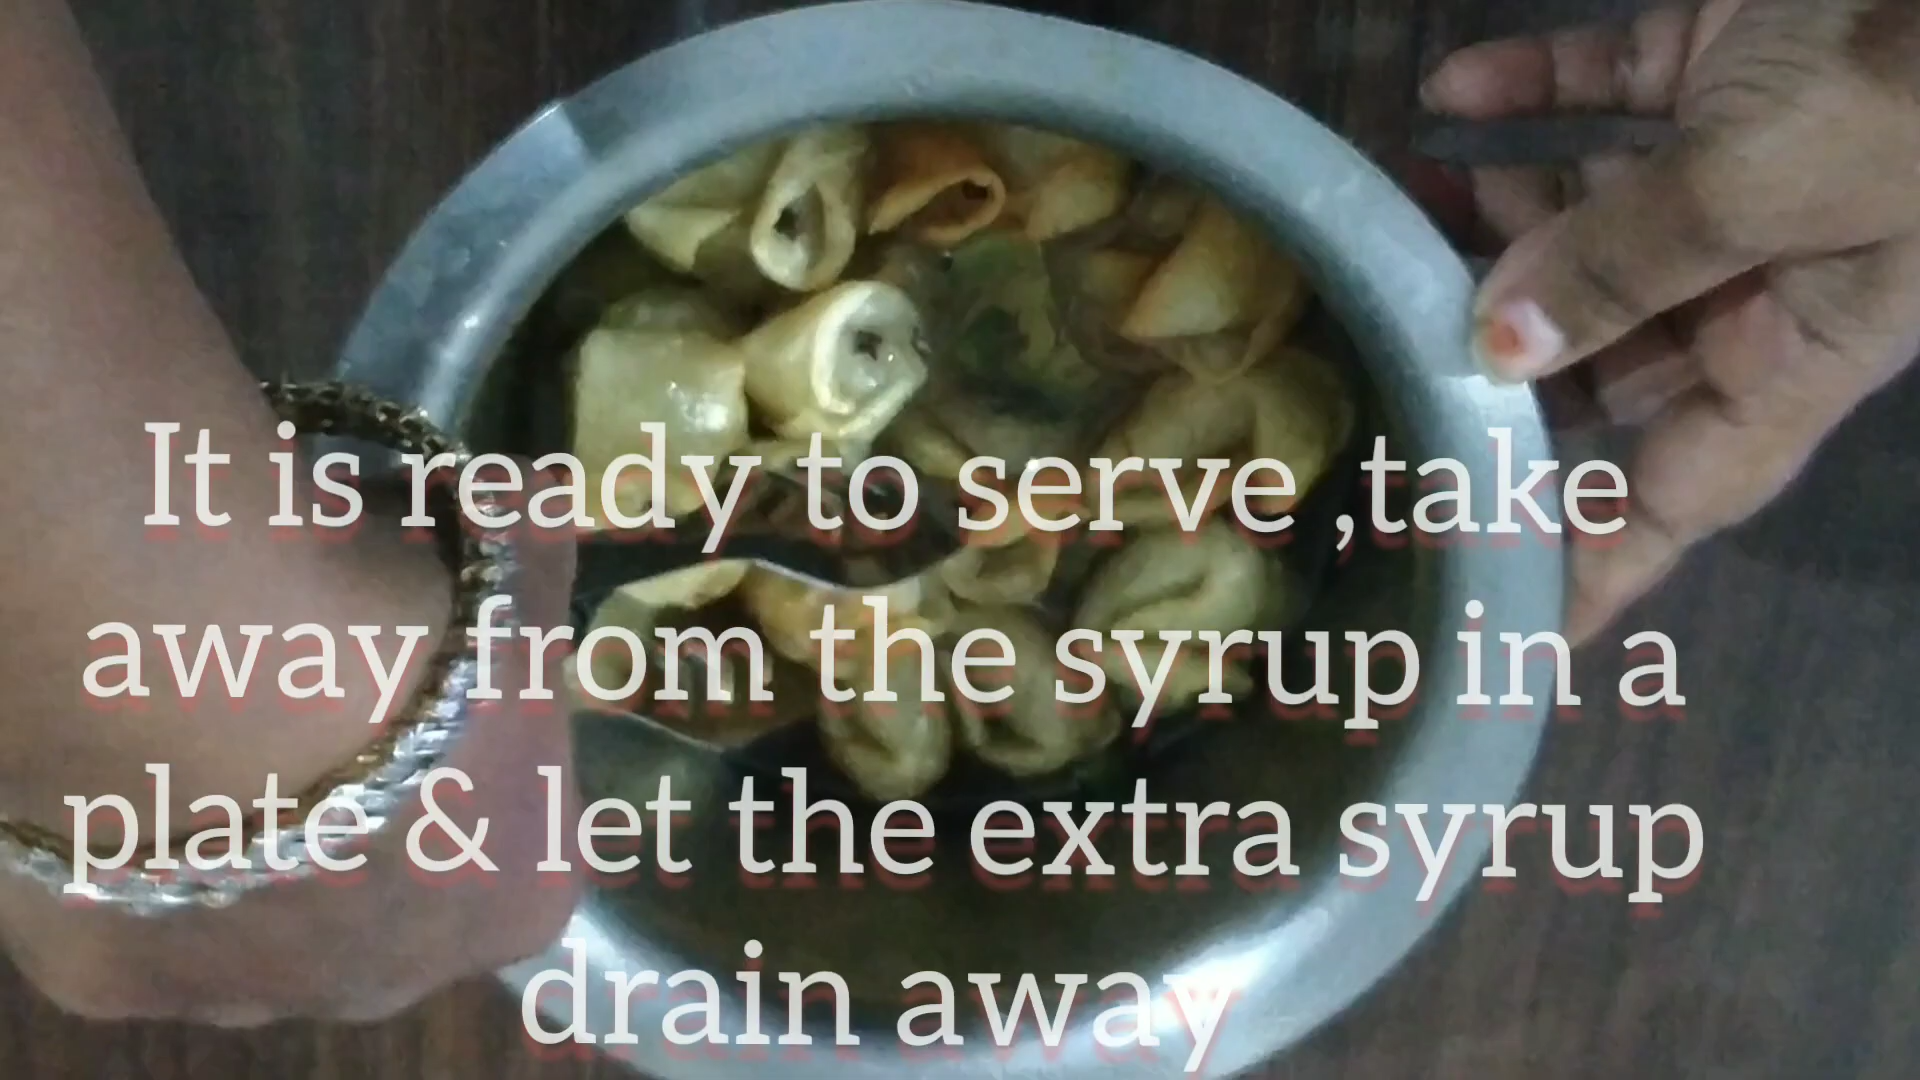 It is ready to serve ,take
away from the syrup in a
plate & let the extra syrup
drain away